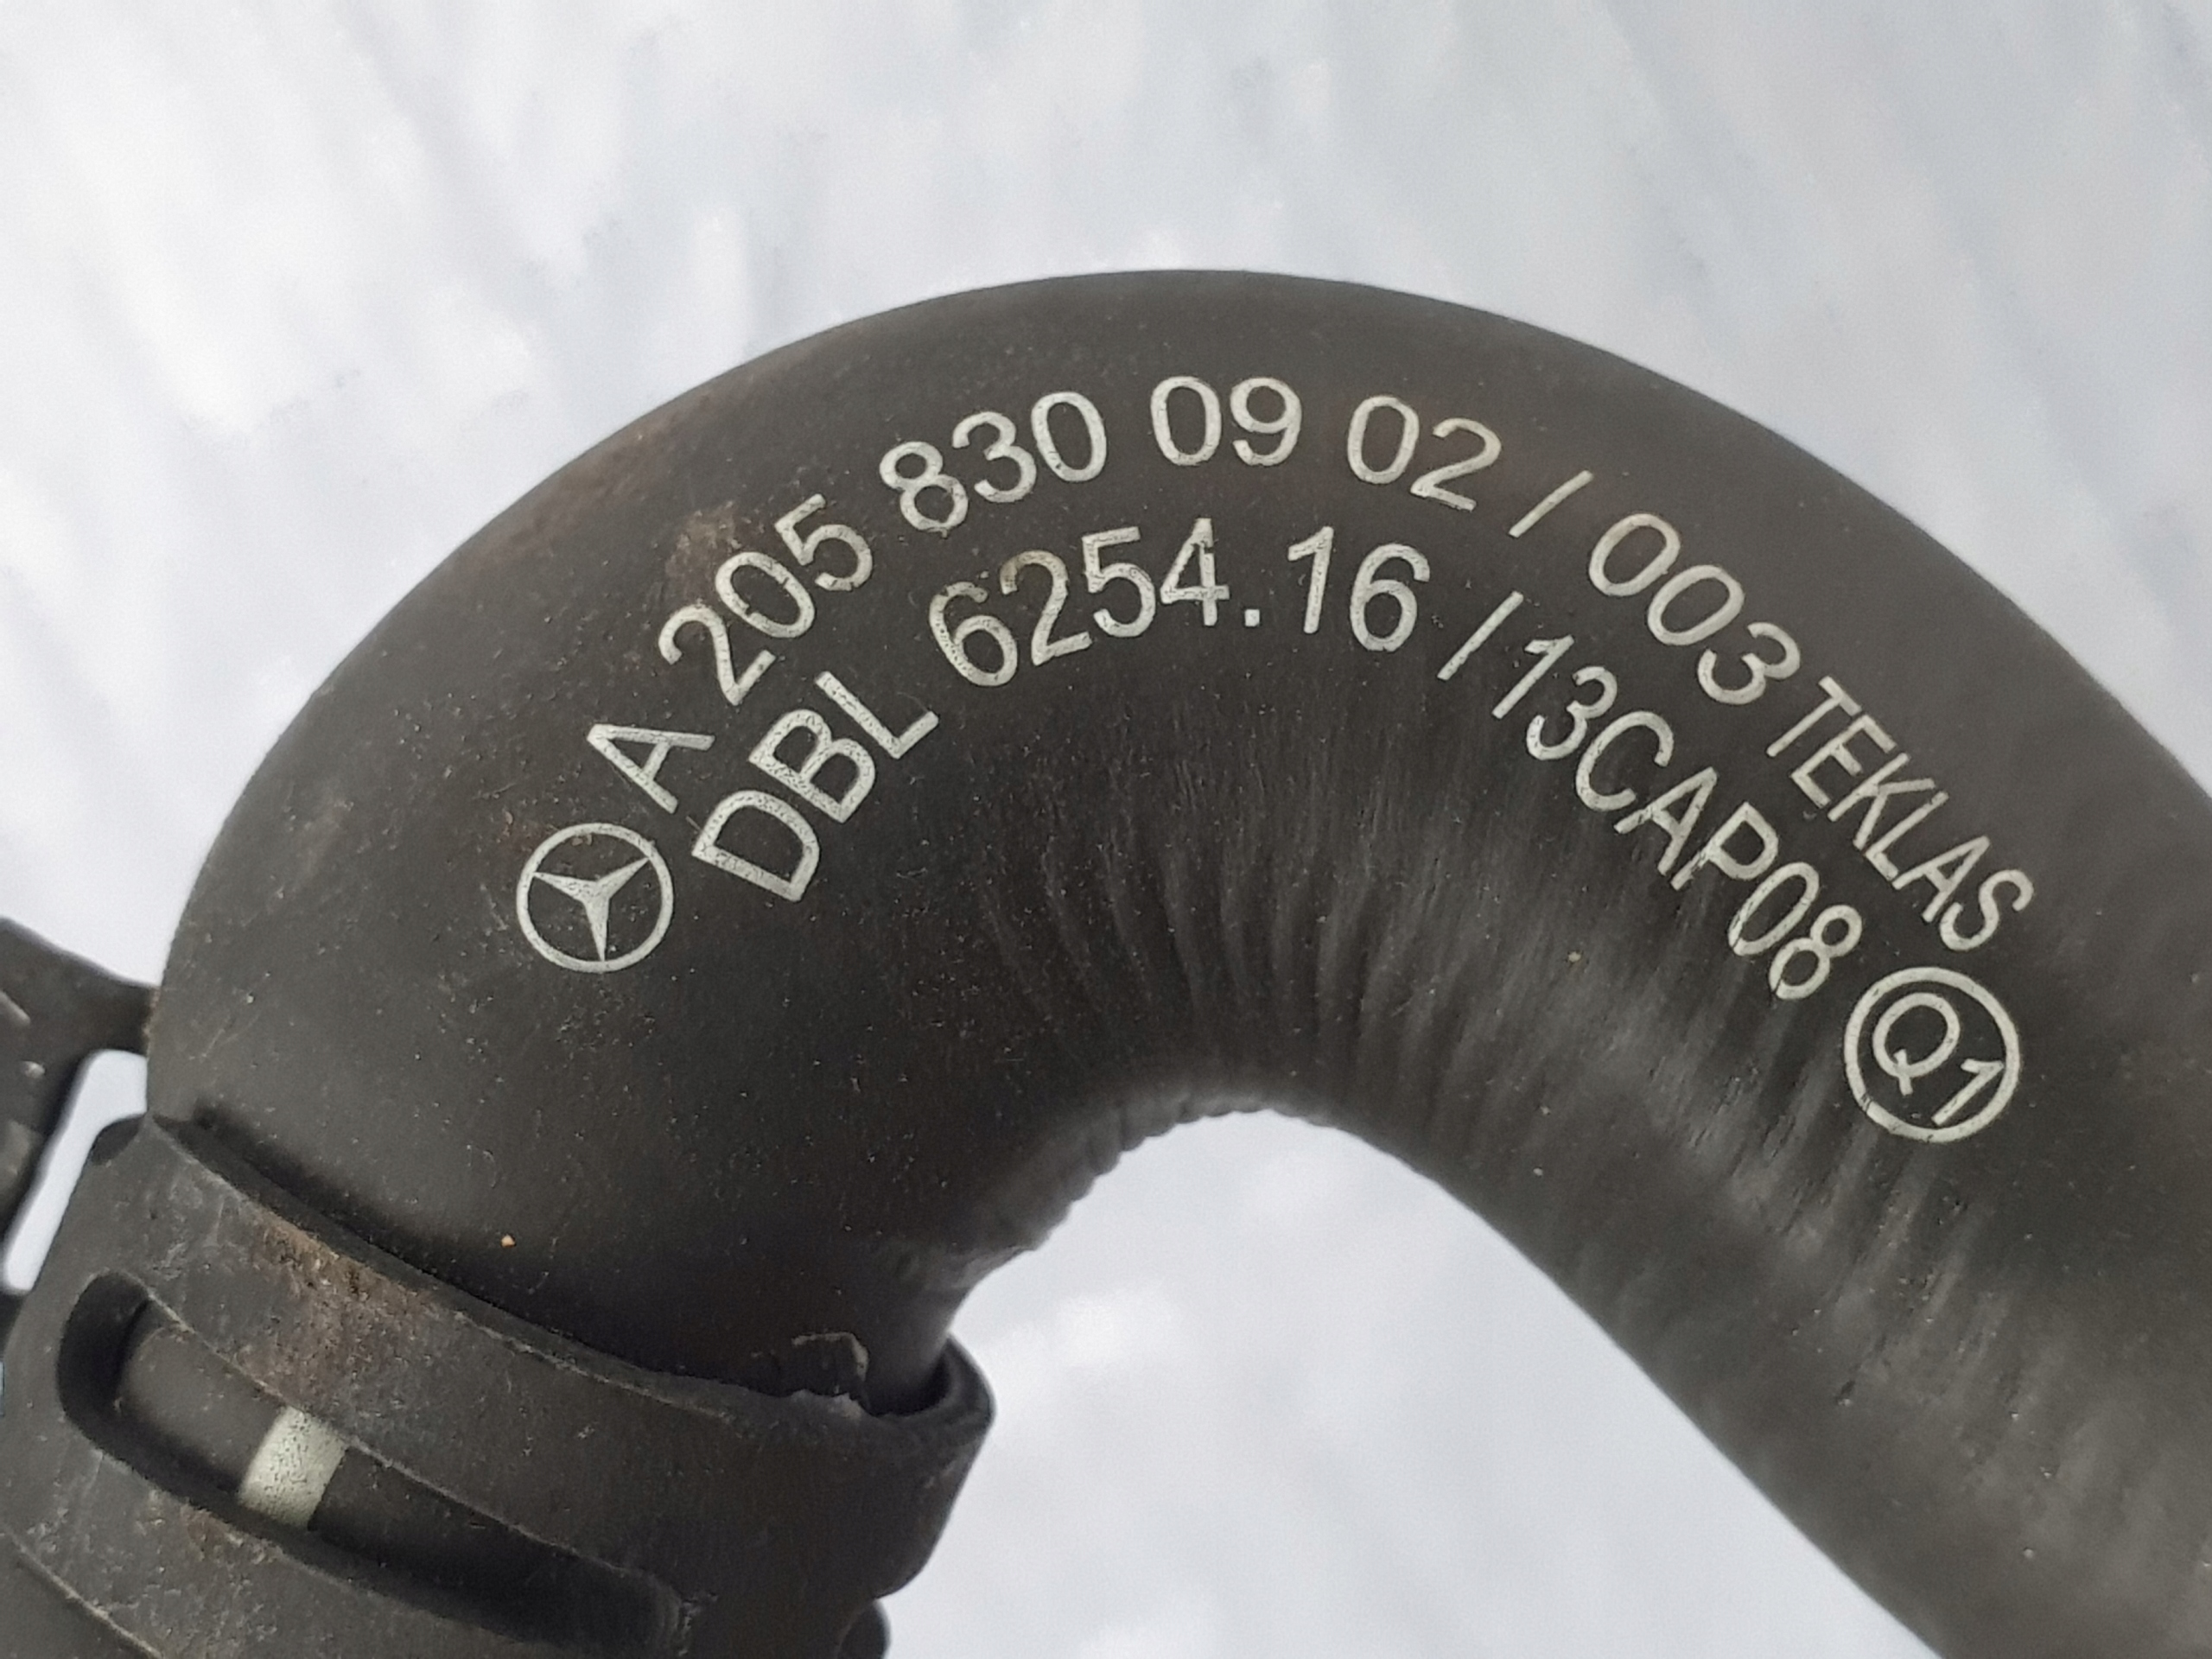 A 205 830 09 02 / 003 TEKLAS
DBL 6254.16 / 13CAP08 Q1